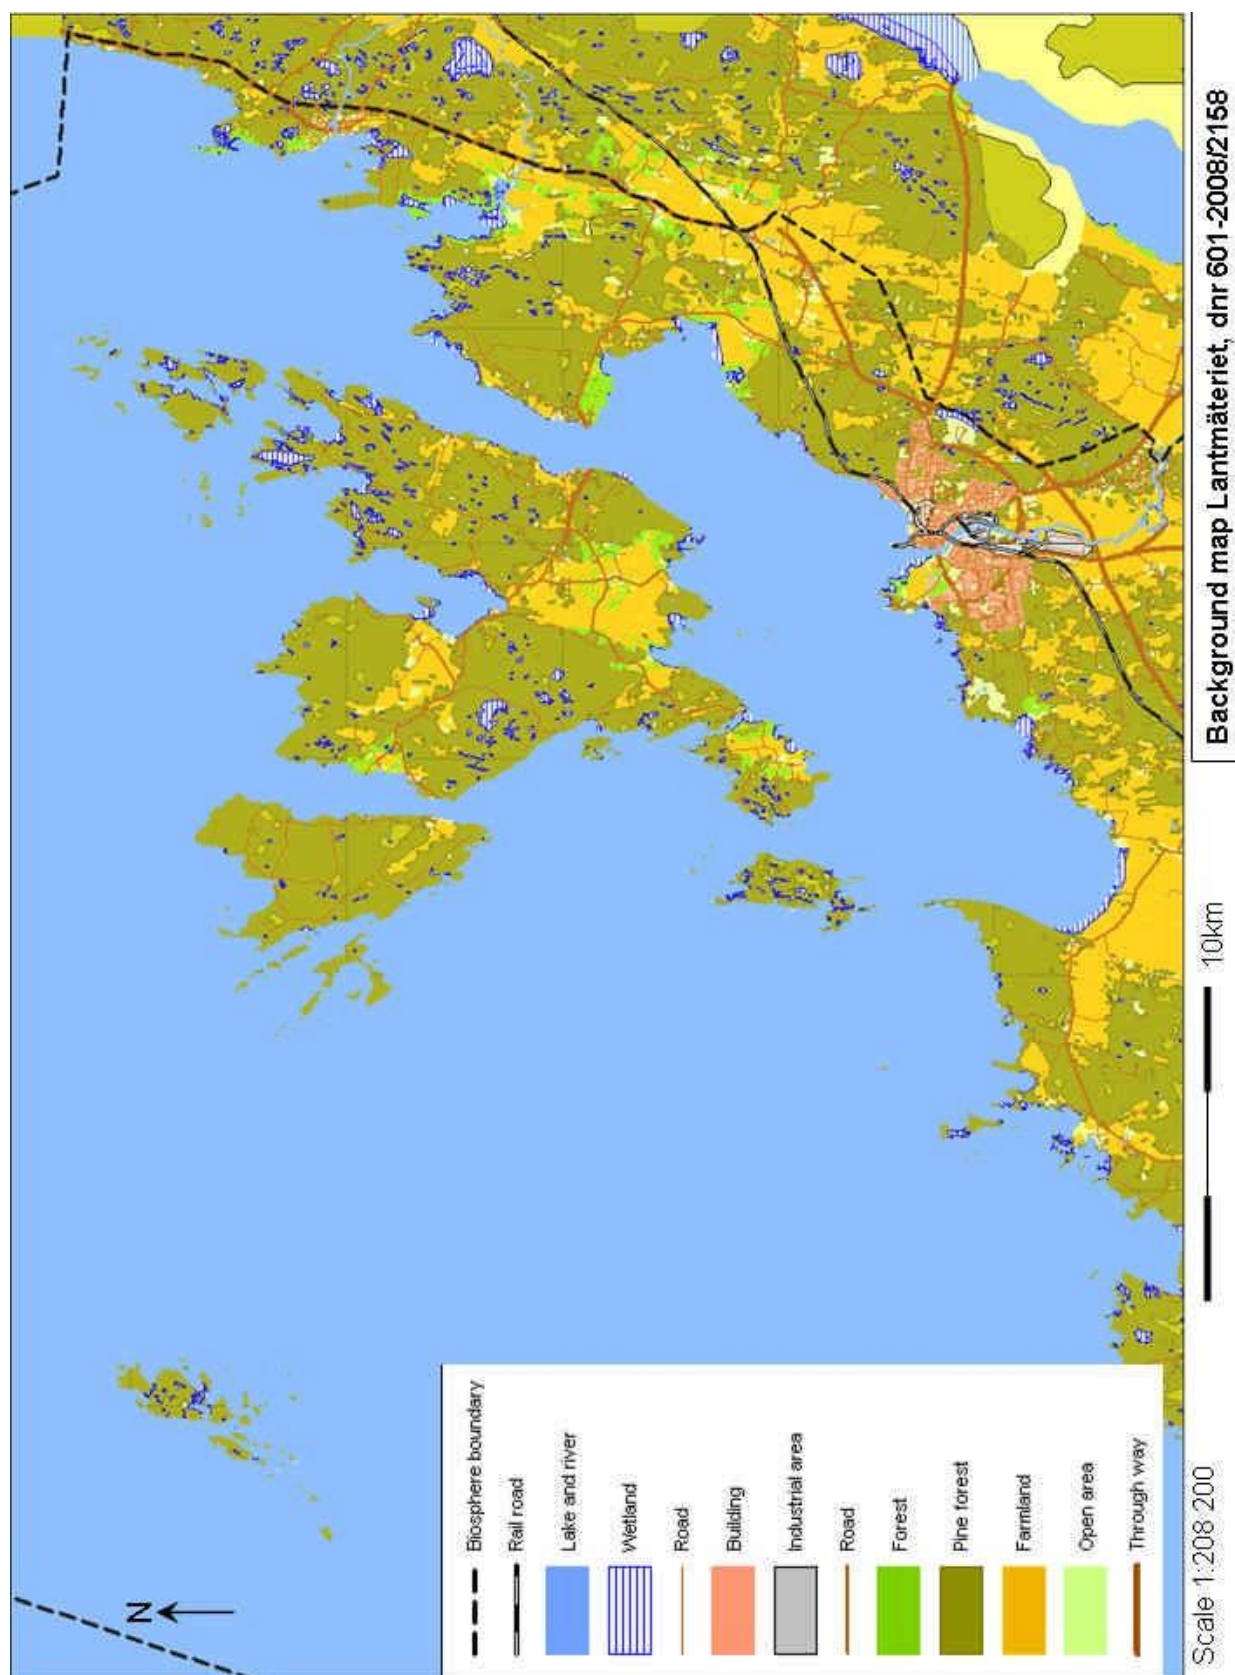 N
Biosphere boundary
Rail road
Lake and river
Wetland
Road
Building
Industrial area
Road
Forest
Pine forest
Farmland
Open area
Through way
Scale 1:208 200
10km
Background map Lantmäteriet, dnr 601-2008/2158